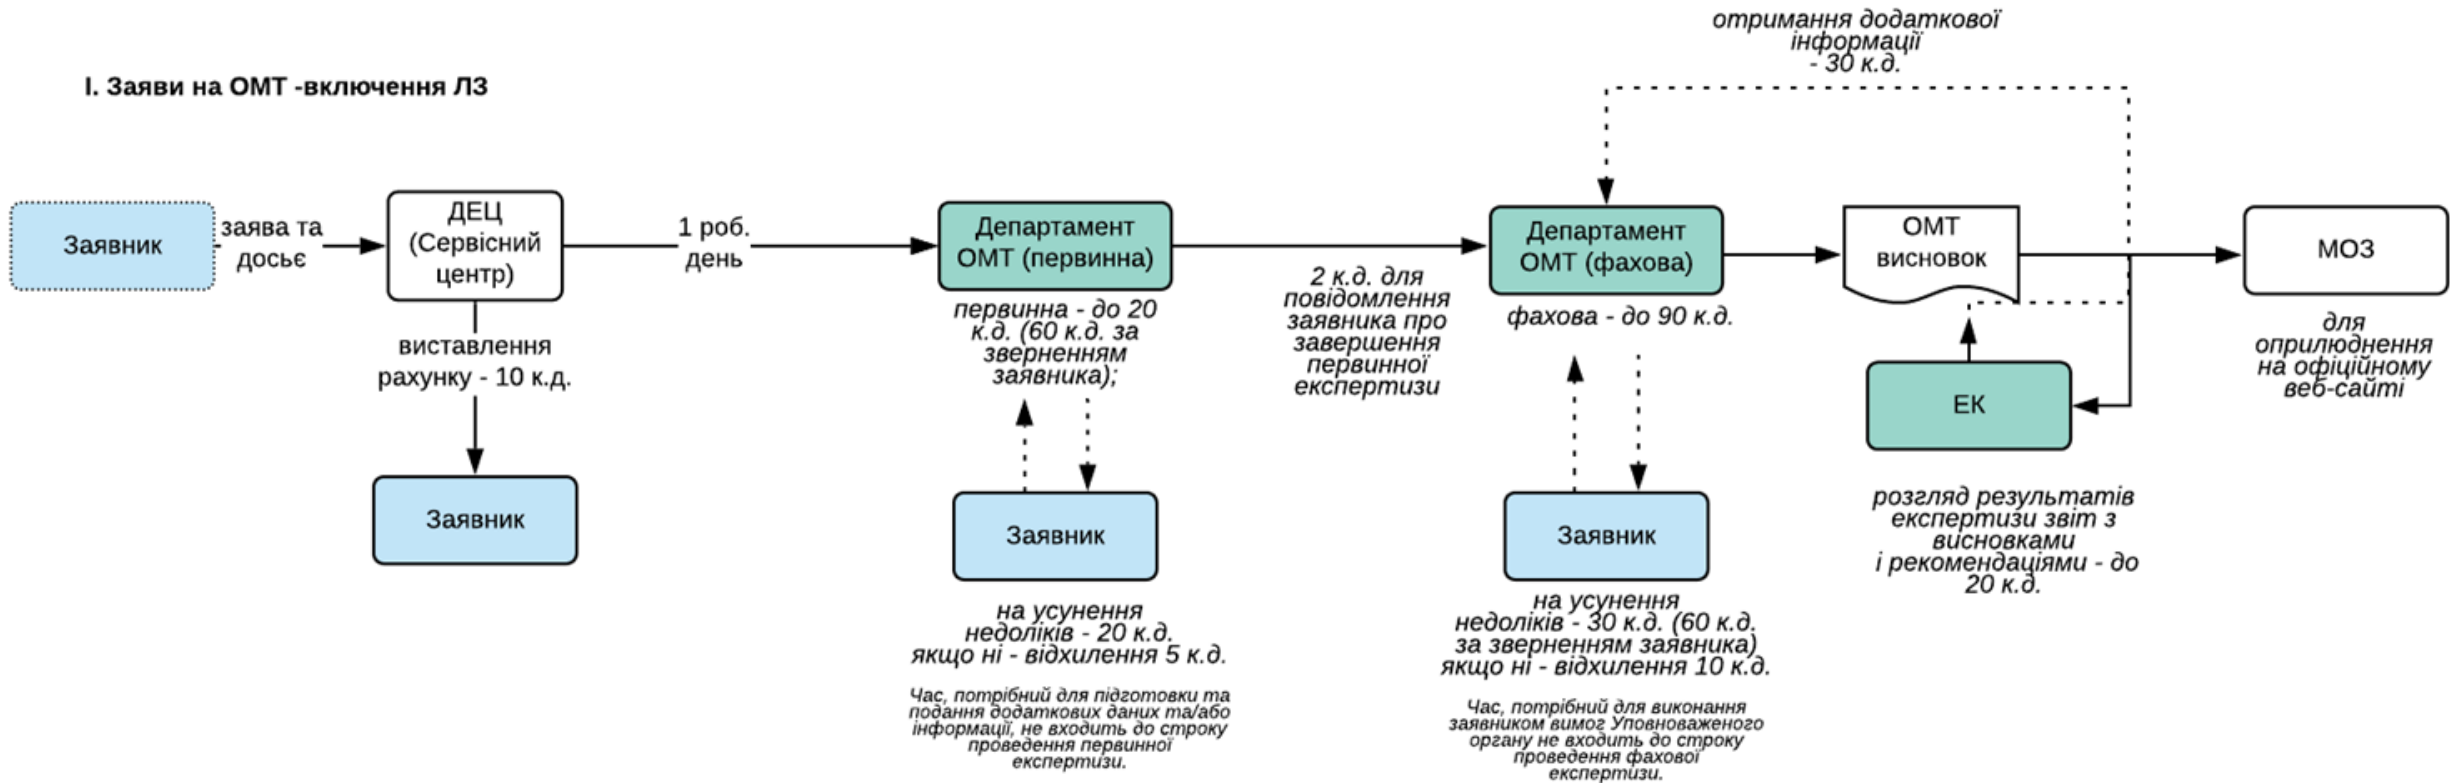 отримання додаткової
інформації
- 30 к.д.
І. Заяви на ОМТ -включення ЛЗ
Заявник
заява та
досьє
ДЕЦ
(Сервісний
центр)
1 роб.
день
Департамент
ОМТ (первинна)
2 к.д. для
повідомлення
заявника про
завершення
первинної
експертизи
Департамент
ОМТ (фахова)
ОМТ
висновок
МОЗ
виставлення
рахунку - 10 к.д.
Заявник
первинна - до 20
к.д. (60 к.д. за
зверненням
заявника);
Заявник
на усунення
недоліків - 20 к.д.
якщо ні - відхилення 5 к.д.
Час, потрібний для підготовки та
подання додаткових даних та/або
інформації, не входить до строку
проведення первинної
експертизи.
фахова - до 90 к.д.
Заявник
на усунення
недоліків - 30 к.д. (60 к.д.
за зверненням заявника)
якщо ні - відхилення 10 к.д.
Час, потрібний для виконання
заявником вимог Уповноваженого
органу не входить до строку
проведення фахової
експертизи.
ЕК
розгляд результатів
експертизи звіт з
висновками
і рекомендаціями - до
20 к.д.
для
оприлюднення
на офіційному
веб-сайті